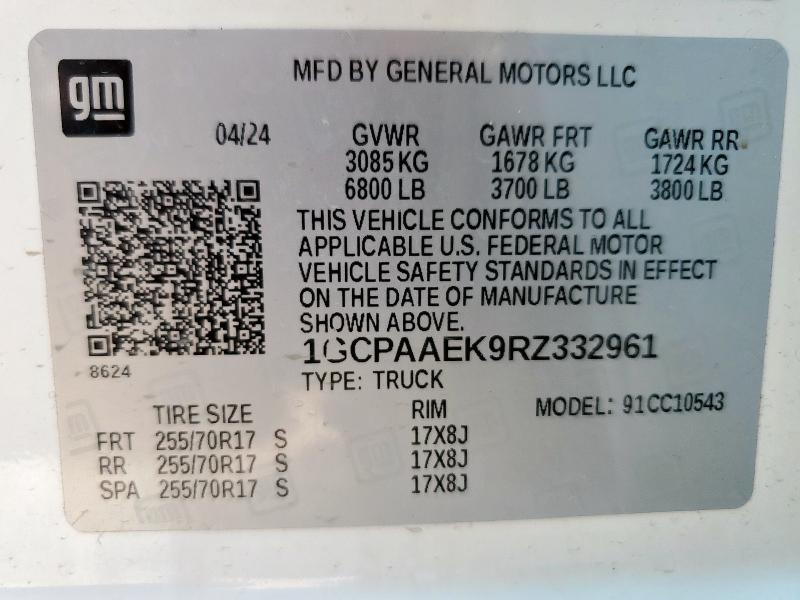 gm
MFD BY GENERAL MOTORS LLC
04/24 GVWR GAWR FRT GAWR RR
3085 KG 1678 KG 1724 KG
6800 LB 3700 LB 3800 LB
THIS VEHICLE CONFORMS TO ALL
APPLICABLE U.S. FEDERAL MOTOR
VEHICLE SAFETY STANDARDS IN EFFECT
ON THE DATE OF MANUFACTURE
SHOWN ABOVE.
1GCPAAEK9RZ332961
8624
TYPE: TRUCK
TIRE SIZE RIM MODEL: 91CC10543
FRT 255/70R17 S 17X8J
RR 255/70R17 S 17X8J
SPA 255/70R17 S 17X8J